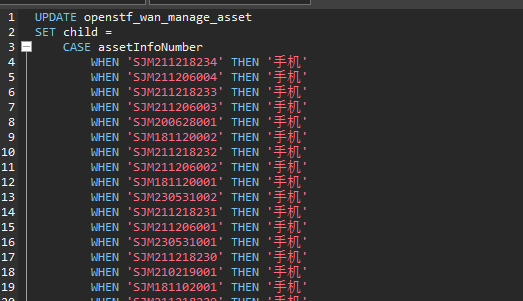 1 UPDATE openstf_wan_manage_asset
2 SET child =
3 CASE assetInfoNumber
4 WHEN 'SJM211218234' THEN '手机'
5 WHEN 'SJM211206004' THEN '手机'
6 WHEN 'SJM211218233' THEN '手机'
7 WHEN 'SJM211206003' THEN '手机'
8 WHEN 'SJM200628001' THEN '手机'
9 WHEN 'SJM181120002' THEN '手机'
10 WHEN 'SJM211218232' THEN '手机'
11 WHEN 'SJM211206002' THEN '手机'
12 WHEN 'SJM181120001' THEN '手机'
13 WHEN 'SJM230531002' THEN '手机'
14 WHEN 'SJM211218231' THEN '手机'
15 WHEN 'SJM211206001' THEN '手机'
16 WHEN 'SJM230531001' THEN '手机'
17 WHEN 'SJM211218230' THEN '手机'
18 WHEN 'SJM210219001' THEN '手机'
19 WHEN 'SJM181102001' THEN '手机'
WHEN THEN '手机'